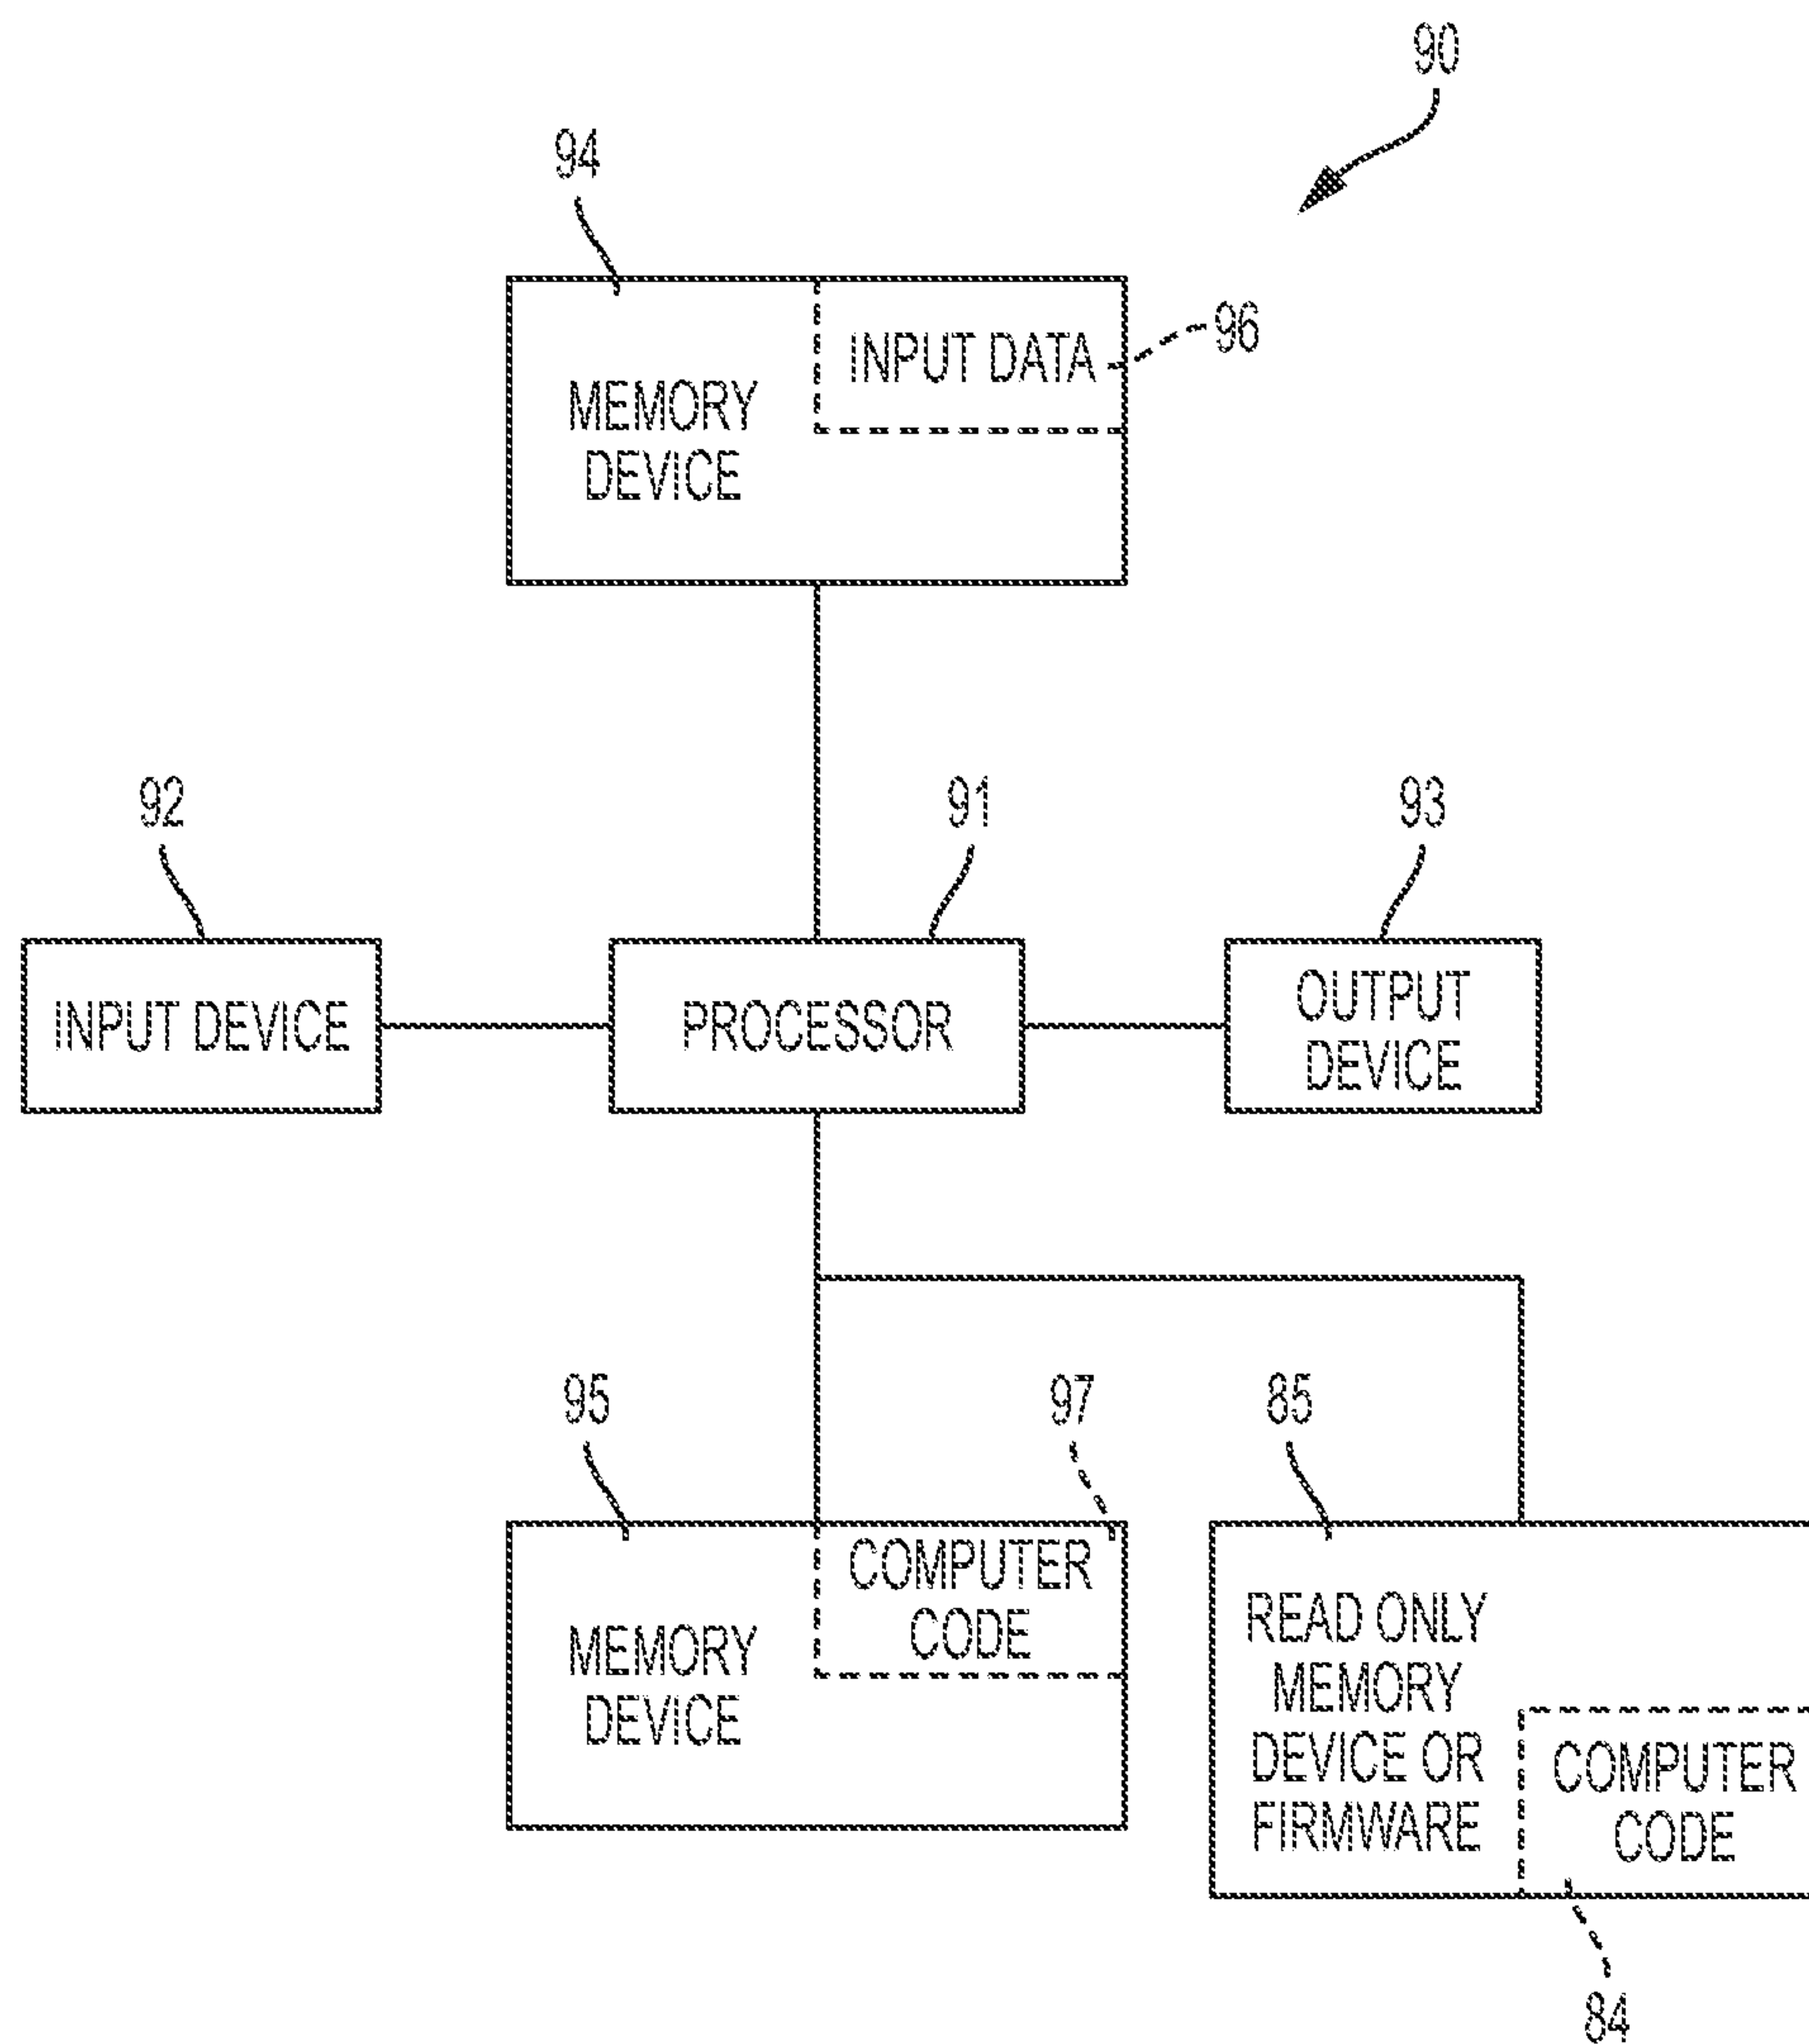 90
94
INPUT DATA
96
MEMORY
DEVICE
92
91
93
INPUT DEVICE
PROCESSOR
OUTPUT
DEVICE
95
97
85
COMPUTER
CODE
MEMORY
DEVICE
READ ONLY
MEMORY
DEVICE OR
FIRMWARE
COMPUTER
CODE
84